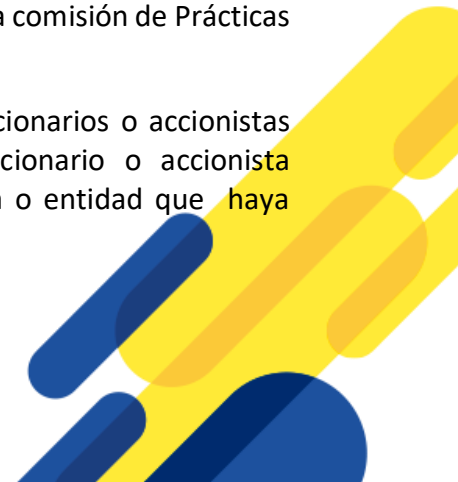 a comisión de Prácticas
cionarios o accionistas
cionario o accionista
o entidad que haya